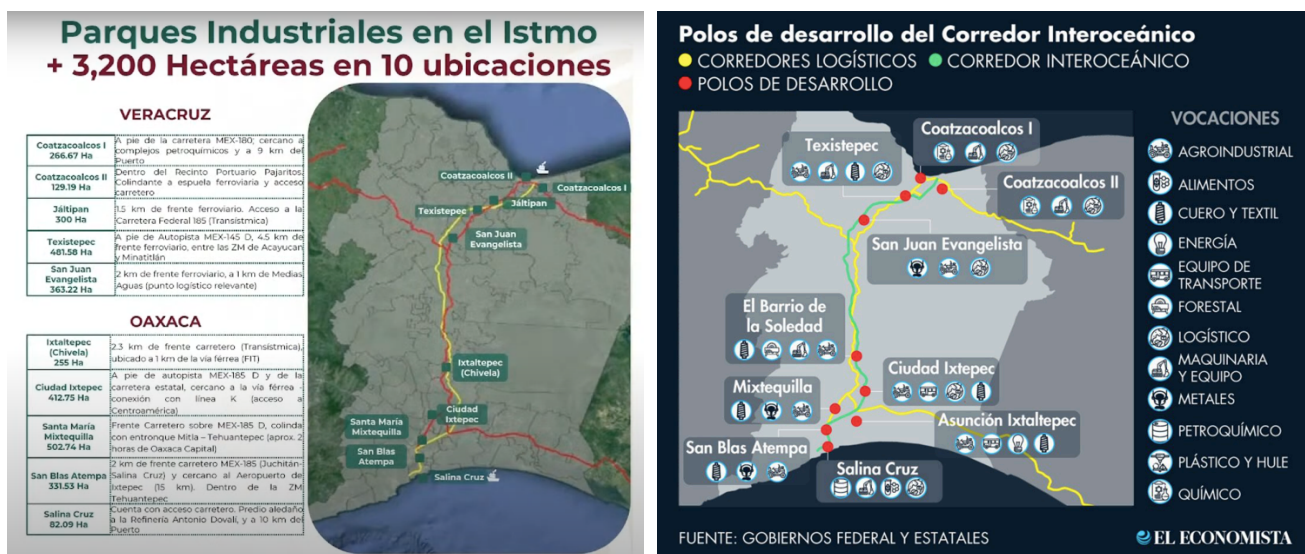 Parques Industriales en el Istmo
+ 3,200 Hectáreas en 10 ubicaciones
VERACRUZ
Coatzacoalcos I
266.67 Ha
A pie de la carretera MEX-180; cercano a
complejos petroquímicos y a 9 km del
Puerto
Coatzacoalcos II
129.19 Ha
Dentro del Recinto Portuario Pajaritos.
Colindante a espuela ferroviaria y acceso
carretero
Jáltipan
300 Ha
1.5 km de frente ferroviario. Acceso a la
Carretera Federal 185 (Transístmica)
Texistepec
481.58 Ha
A pie de Autopista MEX-145 D, 4.5 km de
frente ferroviario, entre las ZM de Acayucan
y Minatitlán
San Juan
Evangelista
363.22 Ha
2 km de frente ferroviario, a 1 km de Medias
Aguas (punto logístico relevante)
OAXACA
Ixtaltepec
(Chivela)
255 Ha
2.3 km de frente carretero (Transístmica),
ubicado a 1 km de la vía férrea (FIT)
Ciudad Ixtepec
412.75 Ha
A pie de autopista MEX-185 D y de la
carretera estatal, cercano a la vía férrea -
conexión con línea K (acceso a
Centroamérica)
Santa María
Mixtequilla
502.74 Ha
Frente Carretero sobre MEX-185 D, colinda
con entronque Mitla – Tehuantepec (aprox. 2
horas de Oaxaca Capital)
San Blas Atempa
331.53 Ha
2 km de frente carretero MEX-185 (Juchitán-
Salina Cruz) y cercano al Aeropuerto de
Ixtepec (15 km). Dentro de la ZM
Tehuantepec
Salina Cruz
82.09 Ha
Cuenta con acceso carretero. Predio aledaño
a la Refinería Antonio Dovalí, y a 10 km del
Puerto
Coatzacoalcos II
Coatzacoalcos I
Texistepec
Jáltipan
San Juan
Evangelista
Ixtaltepec
(Chivela)
Ciudad
Ixtepec
Santa María
Mixtequilla
San Blas
Atempa
Salina Cruz
Polos de desarrollo del Corredor Interoceánico
CORREDORES LOGÍSTICOS
CORREDOR INTEROCEÁNICO
POLOS DE DESARROLLO
Coatzacoalcos I
Texistepec
Coatzacoalcos II
San Juan Evangelista
El Barrio de
la Soledad
Ciudad Ixtepec
Mixtequilla
Asunción Ixtaltepec
San Blas Atempa
Salina Cruz
VOCACIONES
AGROINDUSTRIAL
ALIMENTOS
CUERO Y TEXTIL
ENERGÍA
EQUIPO DE
TRANSPORTE
FORESTAL
LOGÍSTICO
MAQUINARIA
Y EQUIPO
METALES
PETROQUÍMICO
PLÁSTICO Y HULE
QUÍMICO
FUENTE: GOBIERNOS FEDERAL Y ESTATALES
EL ECONOMISTA